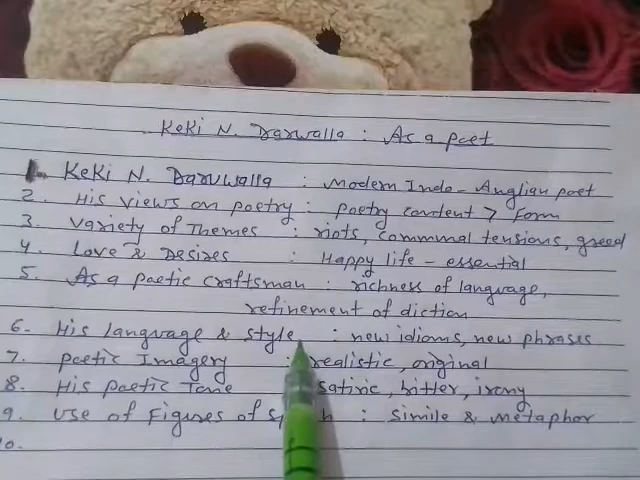 Keki N. Daruwalla : As a poet
1. Keki N. Daruwalla : Modern Indo-Anglian poet
2. His views on poetry : Poetry content > Form
3. Variety of Themes : riots, communal tensions, greed
4. Love & Desires : Happy life - essential
5. As a poetic craftsman : richness of language,
refinement of diction
6- His language & style : new idioms, new phrases
7. Poetic Imagery : realistic, original
8. His Poetic Tone satiric, bitter, irony
9. Use of Figures of : Simile & metaphor
10.